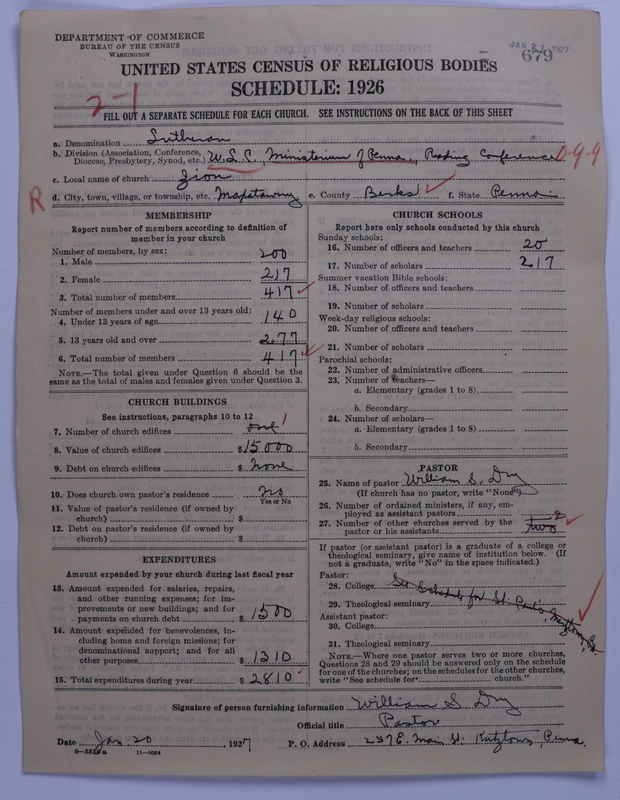 DEPARTMENT OF COMMERCE
BUREAU OF THE CENSUS
WASHINGTON
JAN 21 1927
679
UNITED STATES CENSUS OF RELIGIOUS BODIES
SCHEDULE: 1926
2-1
FILL OUT A SEPARATE SCHEDULE FOR EACH CHURCH. SEE INSTRUCTIONS ON THE BACK OF THIS SHEET
a. Denomination Lutheran
b. Division (Association, Conference, Diocese, Presbytery, Synod, etc.) U.L.C., Ministerium of Penna., Reading Conference 0-9-9
c. Local name of church Zion
R
d. City, town, village, or township, etc. Maxatawny e. County Berks f. State Penna.
MEMBERSHIP
Report number of members according to definition of member in your church
Number of members, by sex:
1. Male 200
2. Female 217
3. Total number of members 417
Number of members under and over 13 years old:
4. Under 13 years of age 140
5. 13 years old and over 277
6. Total number of members 417
NOTE.—The total given under Question 6 should be the same as the total of males and females given under Question 3.
CHURCH BUILDINGS
See instructions, paragraphs 10 to 12
7. Number of church edifices one 1
8. Value of church edifices $15000
9. Debt on church edifices $ none
10. Does church own pastor's residence no
Yes or No
11. Value of pastor's residence (if owned by church) $
12. Debt on pastor's residence (if owned by church) $
EXPENDITURES
Amount expended by your church during last fiscal year
13. Amount expended for salaries, repairs, and other running expenses; for improvements or new buildings; and for payments on church debt $ 1500
14. Amount expended for benevolences, including home and foreign missions; for denominational support; and for all other purposes $ 1310
15. Total expenditures during year $ 2810
CHURCH SCHOOLS
Report here only schools conducted by this church
Sunday schools:
16. Number of officers and teachers 20
17. Number of scholars 217
Summer vacation Bible schools:
18. Number of officers and teachers
19. Number of scholars
Week-day religious schools:
20. Number of officers and teachers
21. Number of scholars
Parochial schools:
22. Number of administrative officers
23. Number of teachers—
a. Elementary (grades 1 to 8)
b. Secondary
24. Number of scholars—
a. Elementary (grades 1 to 8)
b. Secondary
PASTOR
25. Name of pastor William S. Dry
(If church has no pastor, write "None")
26. Number of ordained ministers, if any, employed as assistant pastors
27. Number of other churches served by the pastor or his assistants two 2
If pastor (or assistant pastor) is a graduate of a college or theological seminary, give name of institution below. (If not a graduate, write "No" in the space indicated.)
Pastor:
28. College See Schedule for St. Paul's, Kutztown, Pa.
29. Theological seminary
Assistant pastor:
30. College
31. Theological seminary
NOTE.—Where one pastor serves two or more churches, Questions 28 and 29 should be answered only on the schedule for one of the churches; on the schedules for the other churches, write "See schedule for church."
Signature of person furnishing information William S. Dry
Official title Pastor
Date Jan. 20, 1927 P. O. Address 237 E. Main St. Kutztown, Penna.
11—9024